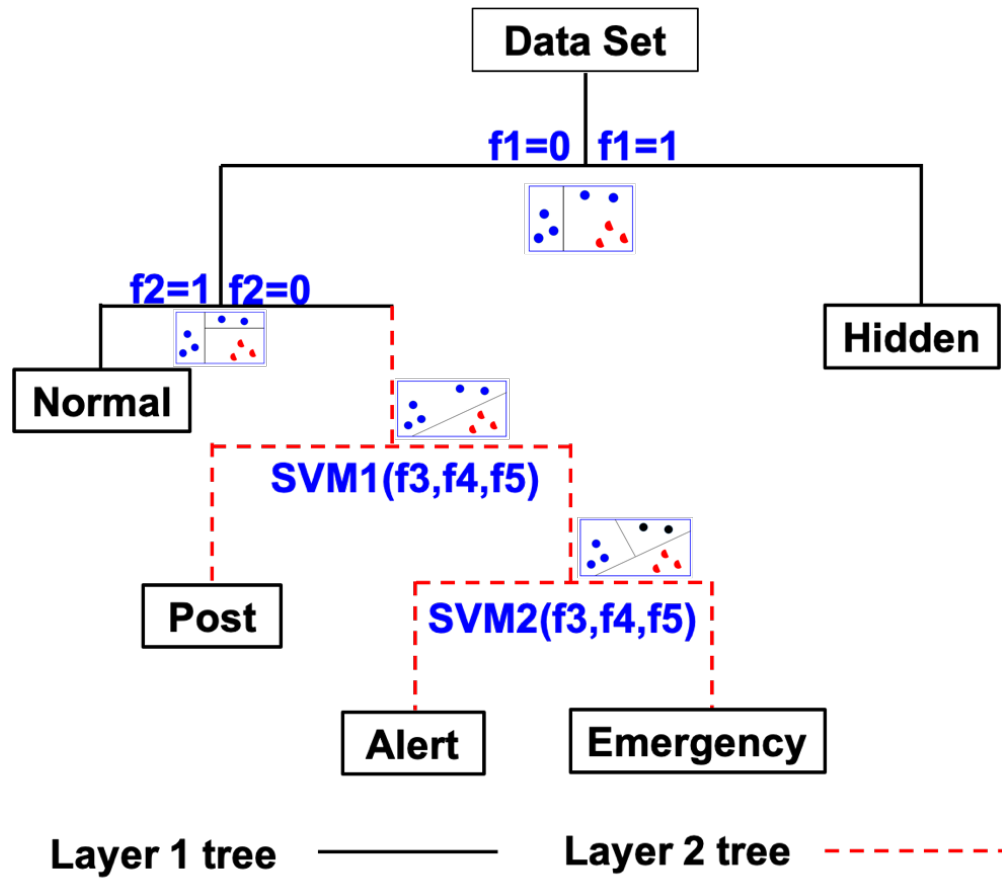 Data Set
f1=0 f1=1
f2=1 f2=0
Hidden
Normal
SVM1(f3,f4,f5)
Post
SVM2(f3,f4,f5)
Alert
Emergency
Layer 1 tree
Layer 2 tree